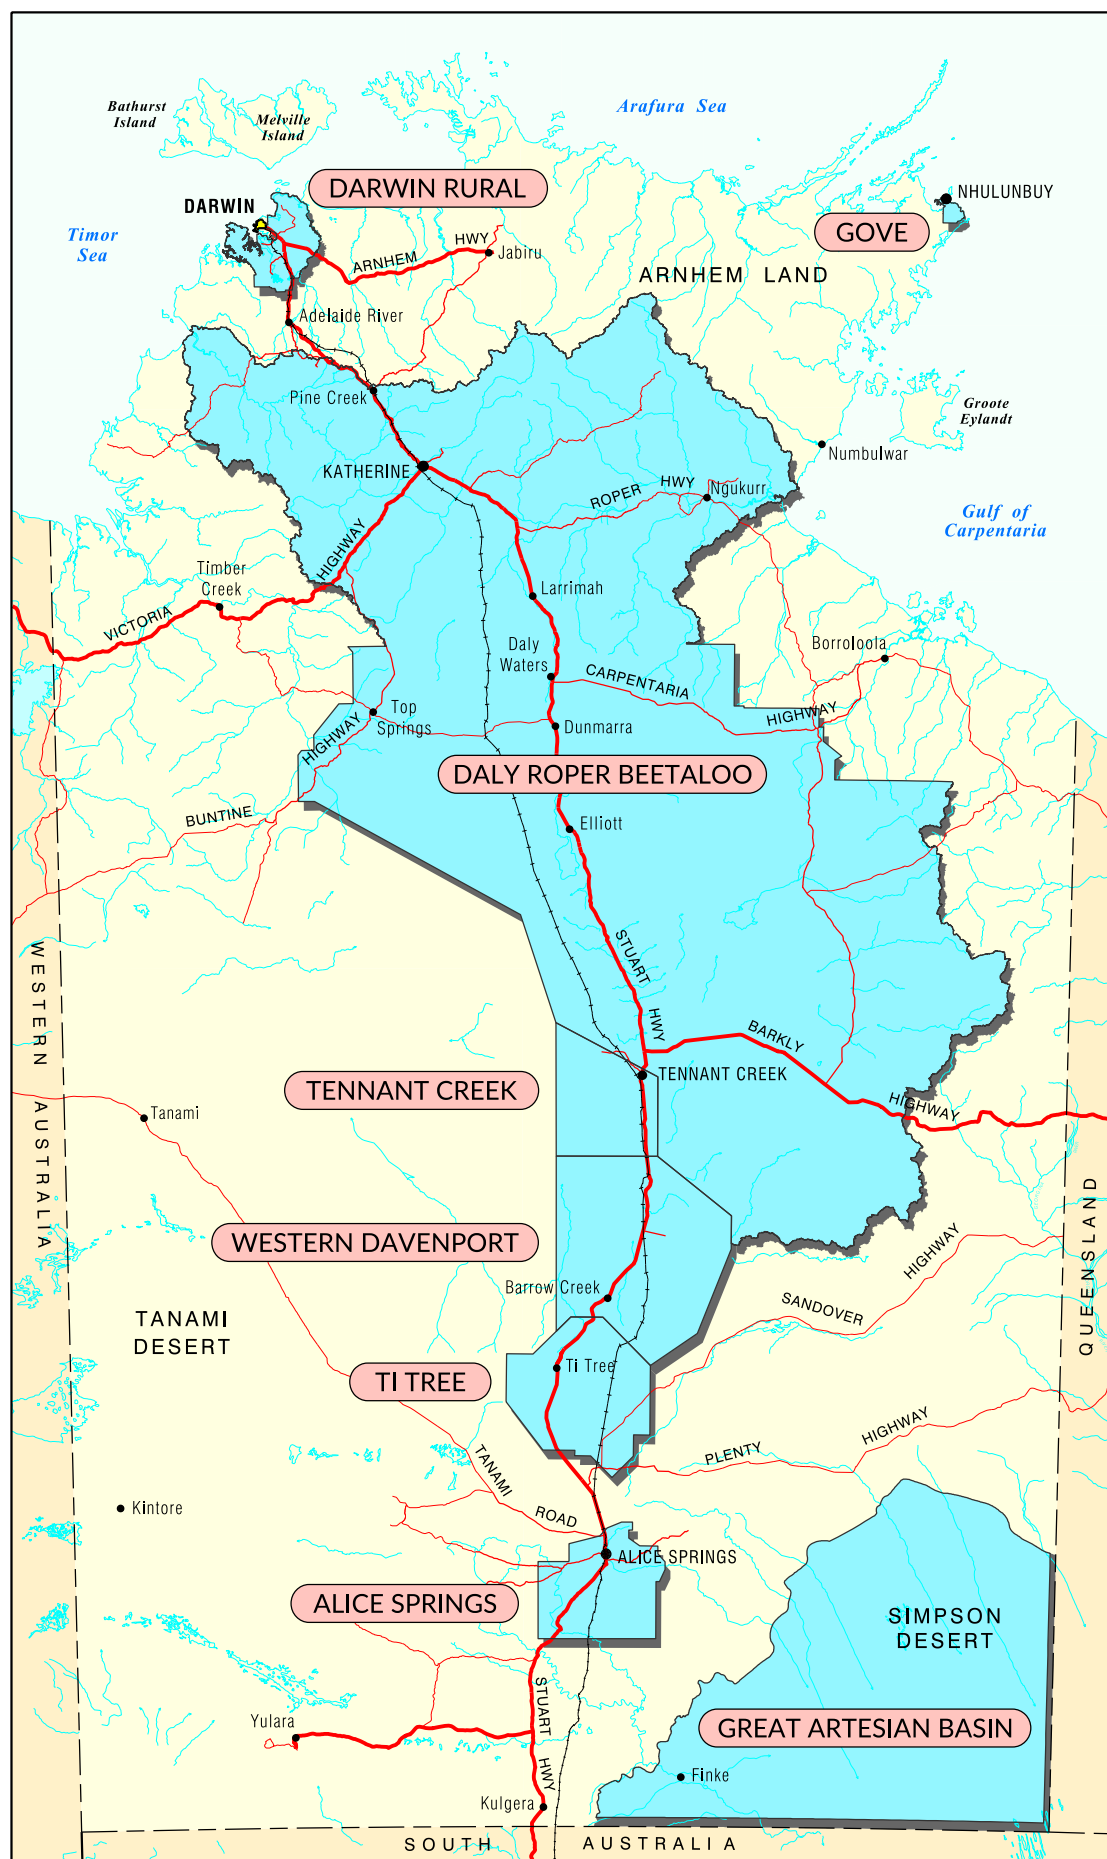 Arafura Sea
Bathurst
Island
Melville
Island
DARWIN RURAL
NHULUNBUY
DARWIN
GOVE
Timor
Sea
HWY
ARNHEM
Jabiru
ARNHEM LAND
Adelaide River
Pine Creek
Groote
Eylandt
Numbulwar
KATHERINE
HWY
ROPER
Ngukurr
Gulf of
Carpentaria
HIGHWAY
Timber
Creek
Larrimah
VICTORIA
Daly
Waters
Borroloola
CARPENTARIA
HIGHWAY
Top
Springs
HIGHWAY
Dunmarra
DALY ROPER BEETALOO
BUNTINE
Elliott
STUART
HWY
WESTERN AUSTRALIA
BARKLY
HIGHWAY
TENNANT CREEK
TENNANT CREEK
Tanami
QUEENSLAND
WESTERN DAVENPORT
HIGHWAY
SANDOVER
Barrow Creek
TANAMI
DESERT
Ti Tree
TI TREE
HIGHWAY
PLENTY
TANAMI
ROAD
Kintore
ALICE SPRINGS
ALICE SPRINGS
SIMPSON
DESERT
STUART
HWY
Yulara
GREAT ARTESIAN BASIN
Finke
Kulgera
SOUTH AUSTRALIA